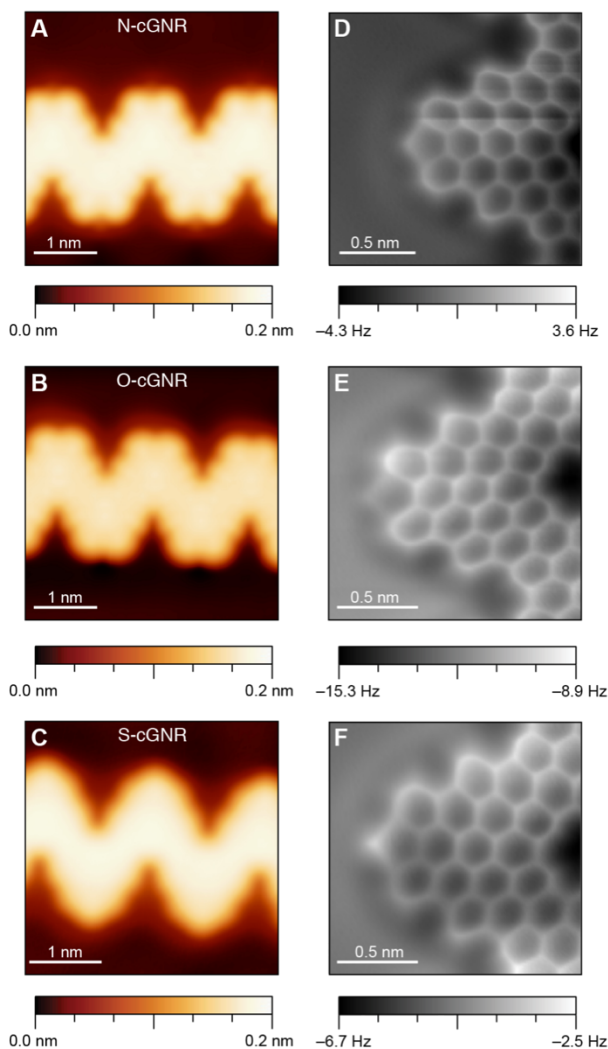 A N-cGNR
1 nm
0.0 nm 0.2 nm
D
0.5 nm
–4.3 Hz 3.6 Hz
B O-cGNR
1 nm
0.0 nm 0.2 nm
E
0.5 nm
–15.3 Hz –8.9 Hz
C S-cGNR
1 nm
0.0 nm 0.2 nm
F
0.5 nm
–6.7 Hz –2.5 Hz